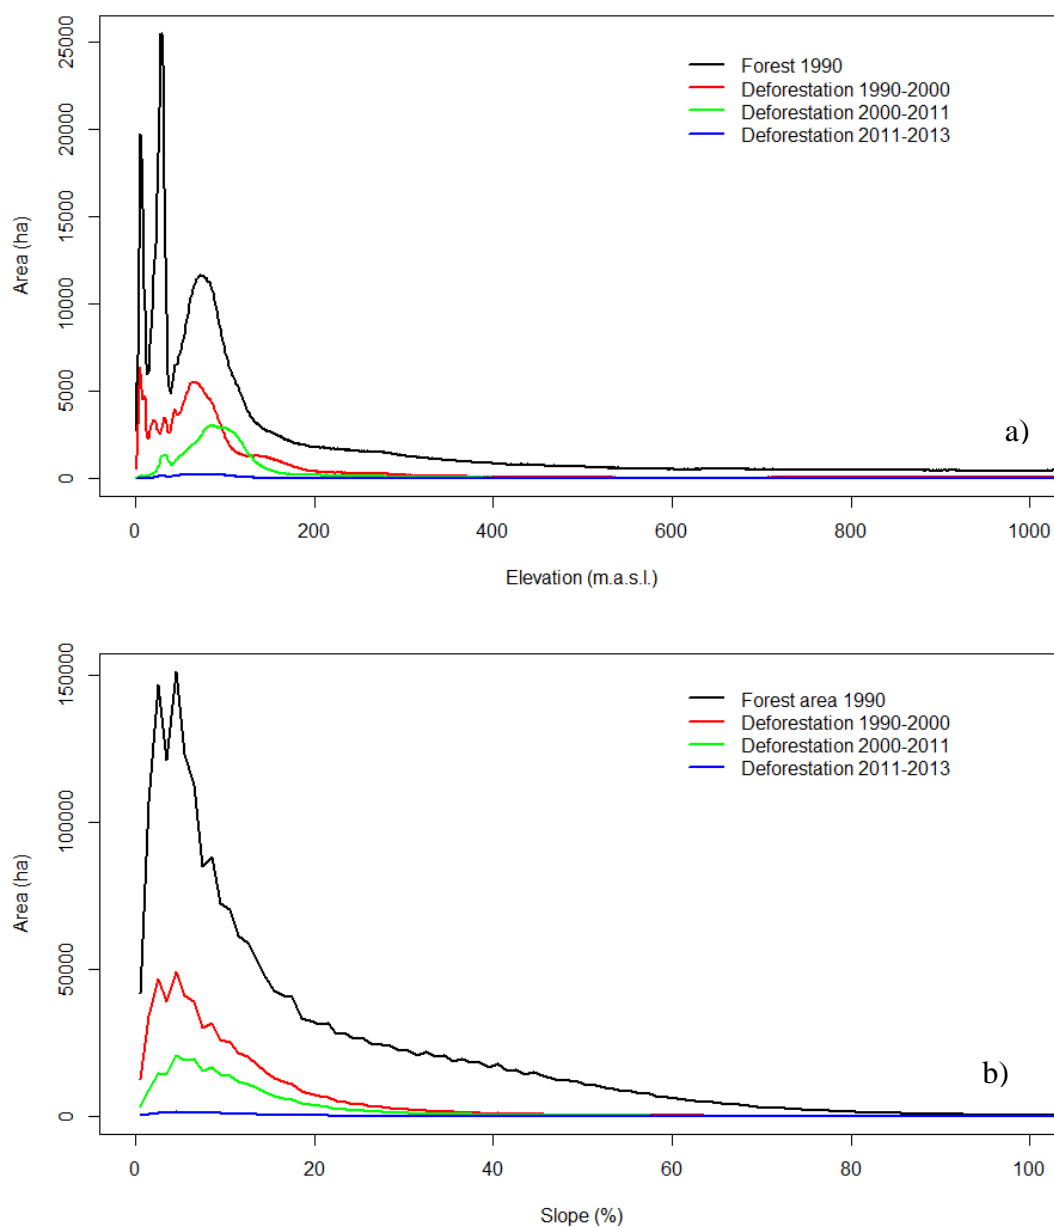 25000
20000
15000
10000
5000
0
Area (ha)
Forest 1990
Deforestation 1990-2000
Deforestation 2000-2011
Deforestation 2011-2013
a)
0 200 400 600 800 1000
Elevation (m.a.s.l.)
150000
100000
50000
0
Area (ha)
Forest area 1990
Deforestation 1990-2000
Deforestation 2000-2011
Deforestation 2011-2013
b)
0 20 40 60 80 100
Slope (%)